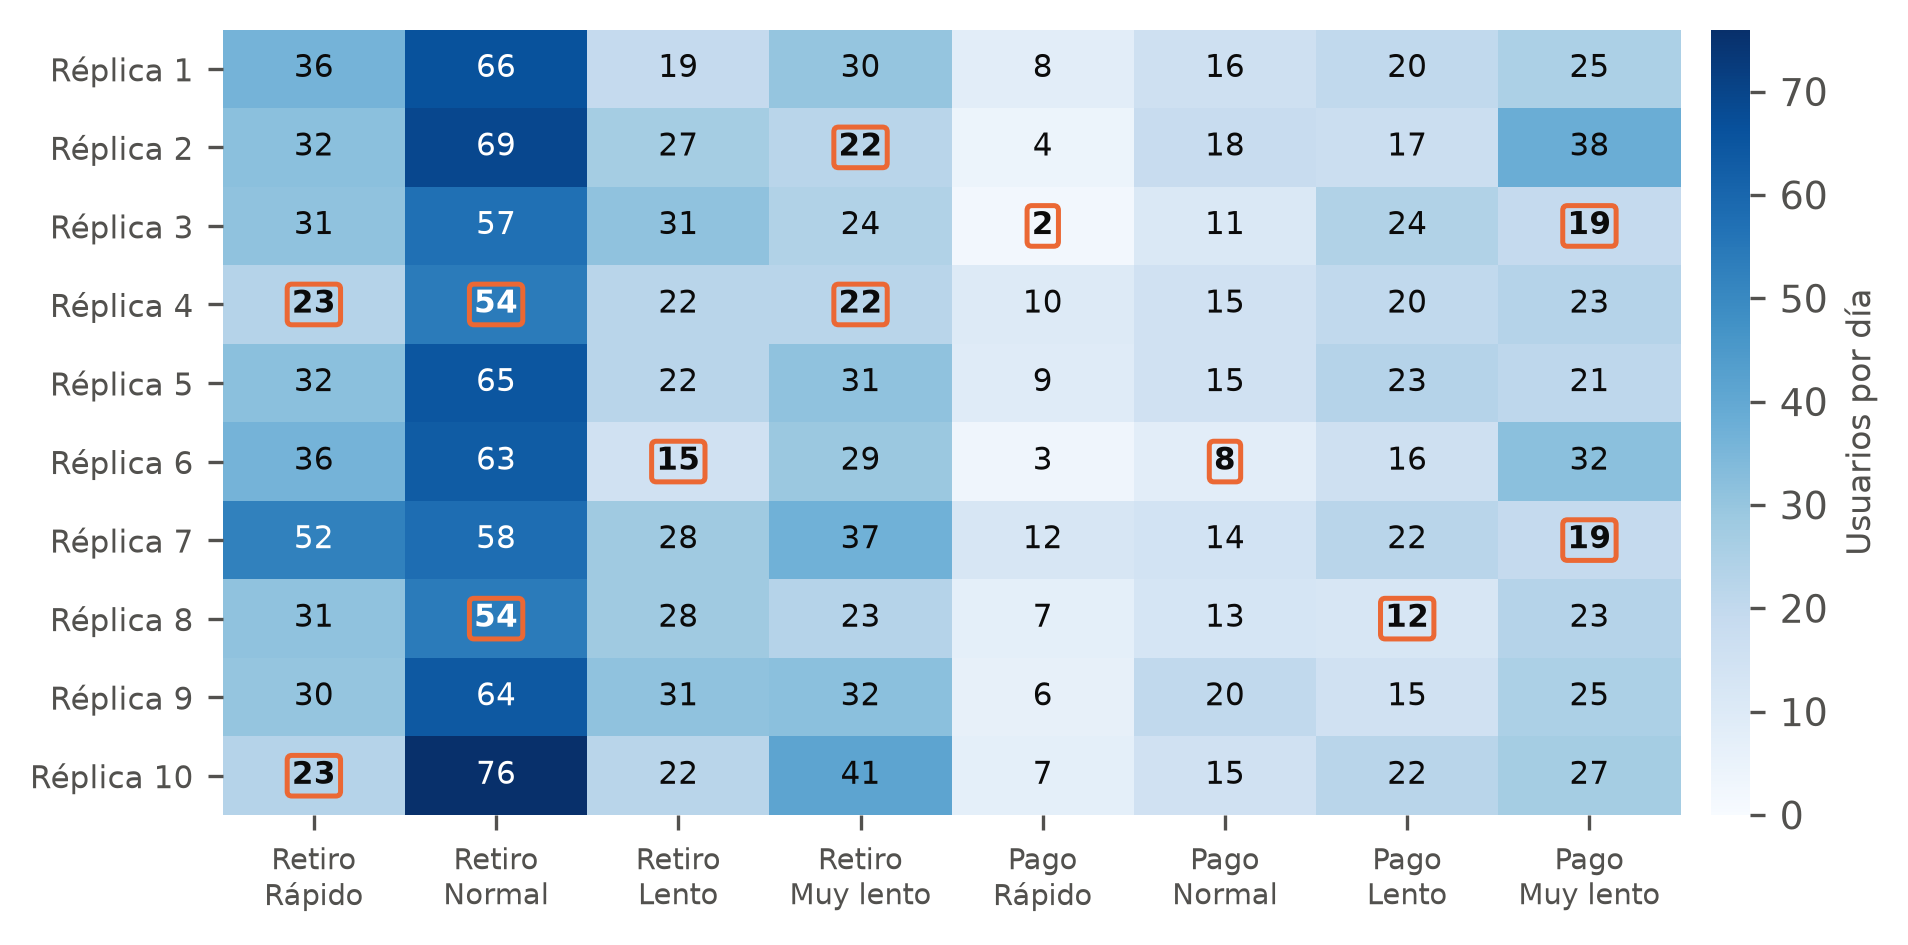 Réplica 1 36 66 19 30 8 16 20 25
Réplica 2 32 69 27 22 4 18 17 38
Réplica 3 31 57 31 24 2 11 24 19
Réplica 4 23 54 22 22 10 15 20 23
Réplica 5 32 65 22 31 9 15 23 21
Réplica 6 36 63 15 29 3 8 16 32
Réplica 7 52 58 28 37 12 14 22 19
Réplica 8 31 54 28 23 7 13 12 23
Réplica 9 30 64 31 32 6 20 15 25
Réplica 10 23 76 22 41 7 15 22 27
Retiro Retiro Retiro Retiro Pago Pago Pago Pago
Rápido Normal Lento Muy lento Rápido Normal Lento Muy lento
70
60
50
40
30
20
10
0
Usuarios por día